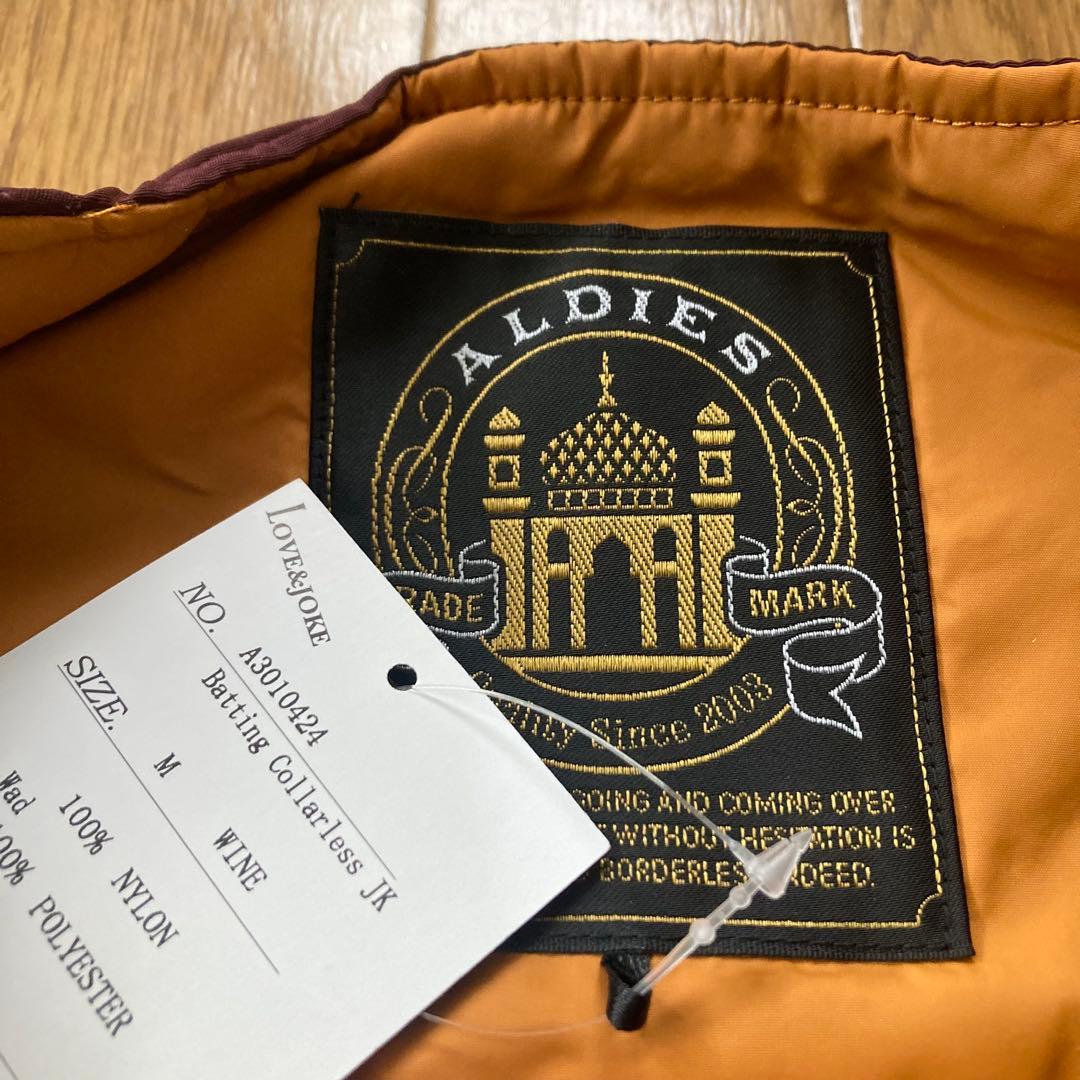 ALDIES
MARK
Since 2003
GOING AND COMING OVER
WITHOUT HESITATION IS
BORDERLESS INDEED.
LOVE&JOKE
NO. A3010424
Batting Collarless JK
SIZE. M WINE
100% NYLON
Wad 100% POLYESTER